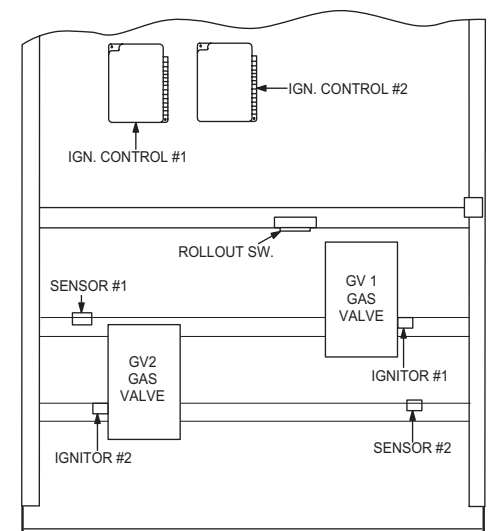 IGN. CONTROL #2
IGN. CONTROL #1
ROLLOUT SW.
SENSOR #1
GV 1
GAS
VALVE
GV2
GAS
VALVE
IGNITOR #1
IGNITOR #2
SENSOR #2